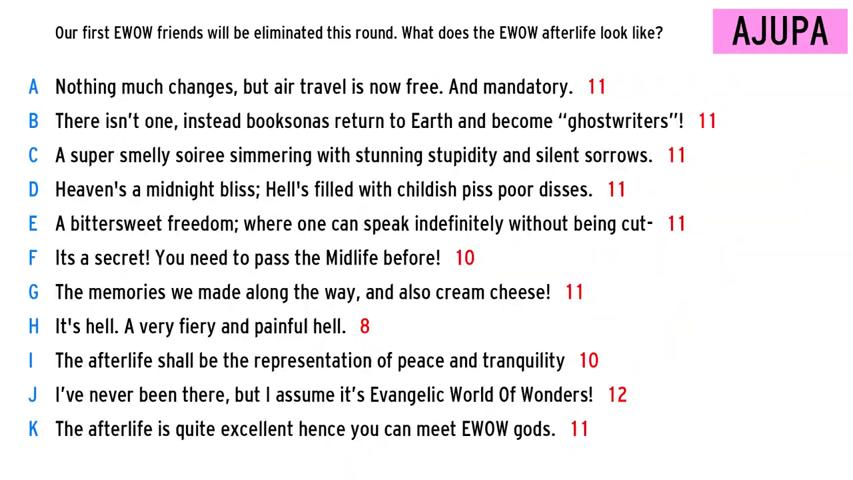 Our first EWOW friends will be eliminated this round. What does the EWOW afterlife look like?
AJUPA
A Nothing much changes, but air travel is now free. And mandatory. 11
B There isn't one, instead booksonas return to Earth and become “ghostwriters”! 11
C A super smelly soiree simmering with stunning stupidity and silent sorrows. 11
D Heaven's a midnight bliss; Hell's filled with childish piss poor disses. 11
E A bittersweet freedom; where one can speak indefinitely without being cut- 11
F Its a secret! You need to pass the Midlife before! 10
G The memories we made along the way, and also cream cheese! 11
H It's hell. A very fiery and painful hell. 8
I The afterlife shall be the representation of peace and tranquility 10
J I've never been there, but I assume it's Evangelic World Of Wonders! 12
K The afterlife is quite excellent hence you can meet EWOW gods. 11